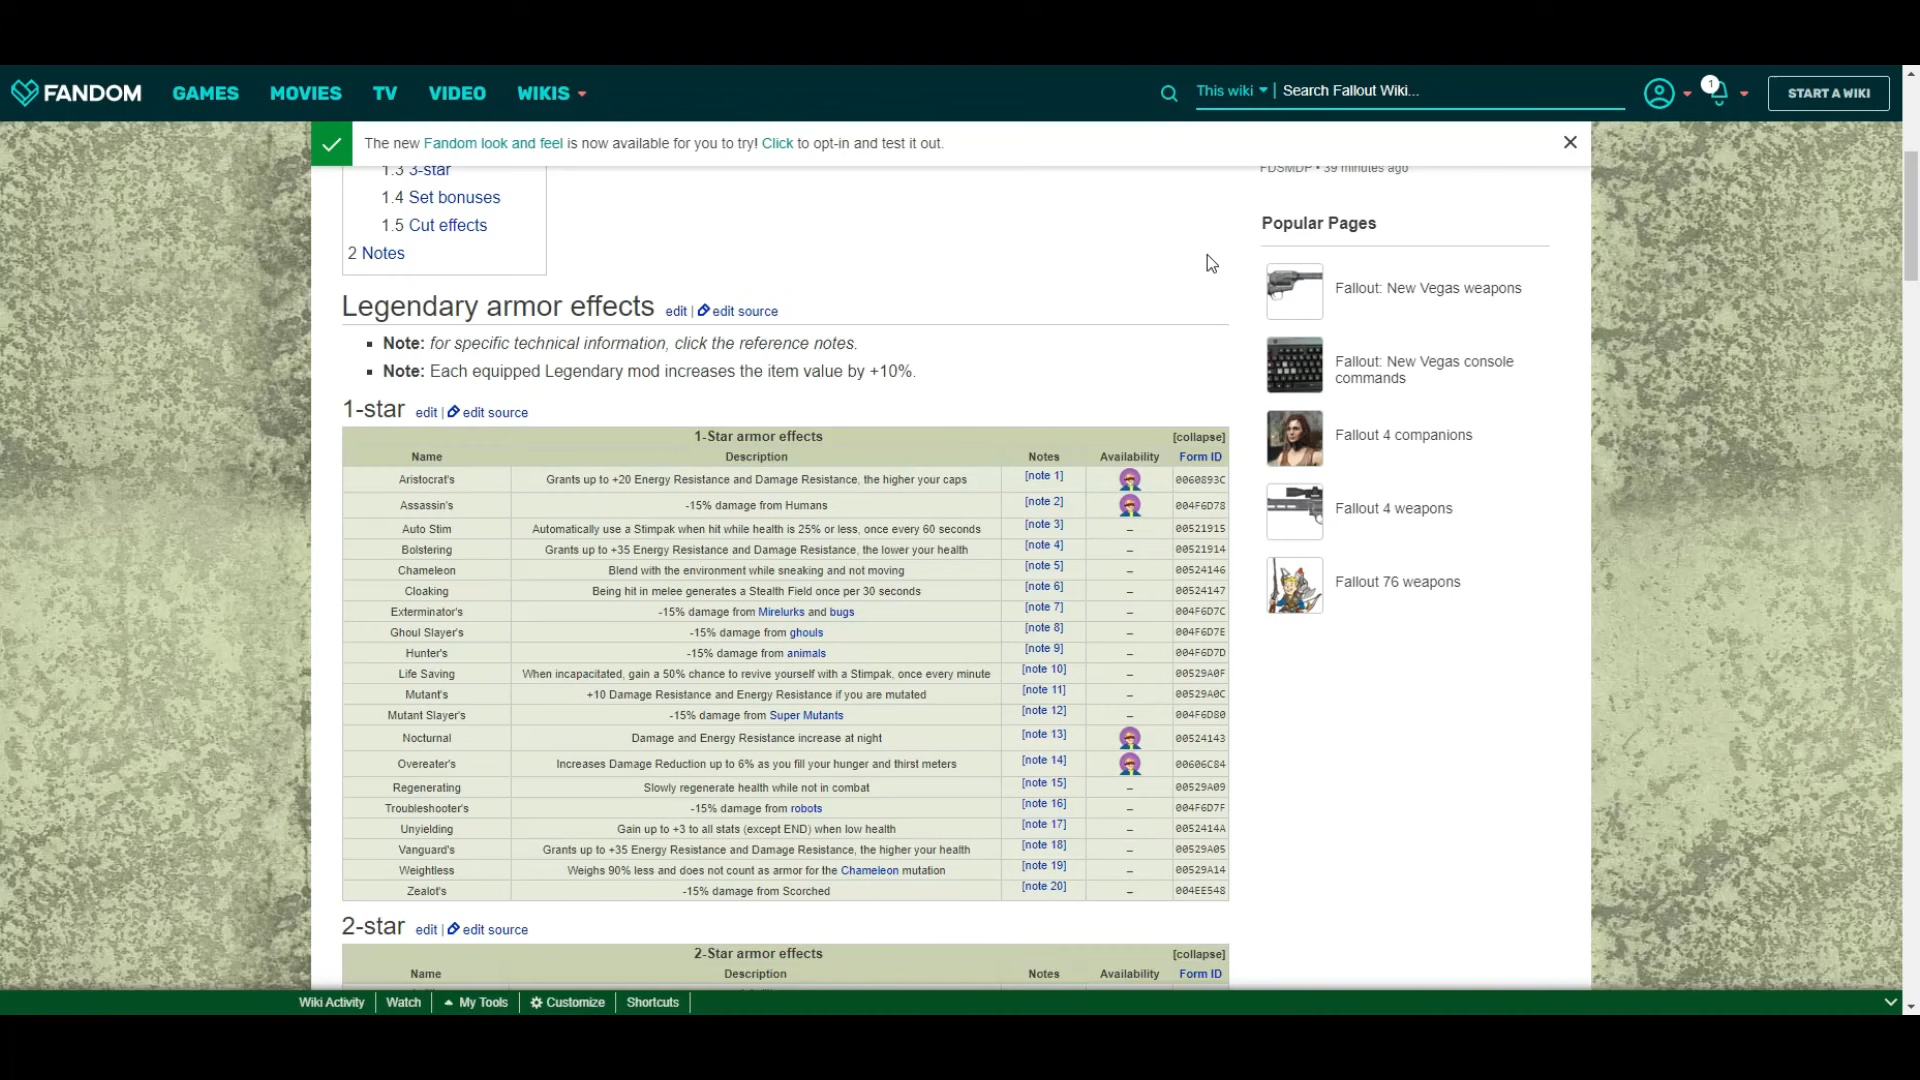 FANDOM GAMES MOVIES TV VIDEO WIKIS This wiki Search Fallout Wiki... 1 START A WIKI
The new Fandom look and feel is now available for you to try! Click to opt-in and test it out.
1.3 3-star
FDSMDP • 39 minutes ago
1.4 Set bonuses
1.5 Cut effects
2 Notes
Popular Pages
Fallout: New Vegas weapons
Fallout: New Vegas console
commands
Fallout 4 companions
Fallout 4 weapons
Fallout 76 weapons
Legendary armor effects edit | edit source
Note: for specific technical information, click the reference notes.
Note: Each equipped Legendary mod increases the item value by +10%.
1-star edit | edit source
1-Star armor effects [collapse]
Name Description Notes Availability Form ID
Aristocrat's Grants up to +20 Energy Resistance and Damage Resistance, the higher your caps [note 1] 0060893C
Assassin's -15% damage from Humans [note 2] 004F6D78
Auto Stim Automatically use a Stimpak when hit while health is 25% or less, once every 60 seconds [note 3] – 00521915
Bolstering Grants up to +35 Energy Resistance and Damage Resistance, the lower your health [note 4] – 00521914
Chameleon Blend with the environment while sneaking and not moving [note 5] – 00524146
Cloaking Being hit in melee generates a Stealth Field once per 30 seconds [note 6] – 00524147
Exterminator's -15% damage from Mirelurks and bugs [note 7] – 004F6D7C
Ghoul Slayer's -15% damage from ghouls [note 8] – 004F6D7E
Hunter's -15% damage from animals [note 9] – 004F6D7D
Life Saving When incapacitated, gain a 50% chance to revive yourself with a Stimpak, once every minute [note 10] – 00529A0F
Mutant's +10 Damage Resistance and Energy Resistance if you are mutated [note 11] – 00529A0C
Mutant Slayer's -15% damage from Super Mutants [note 12] – 004F6D80
Nocturnal Damage and Energy Resistance increase at night [note 13] 00524143
Overeater's Increases Damage Reduction up to 6% as you fill your hunger and thirst meters [note 14] 00606C84
Regenerating Slowly regenerate health while not in combat [note 15] – 00529A09
Troubleshooter's -15% damage from robots [note 16] – 004F6D7F
Unyielding Gain up to +3 to all stats (except END) when low health [note 17] – 0052414A
Vanguard's Grants up to +35 Energy Resistance and Damage Resistance, the higher your health [note 18] – 00529A05
Weightless Weighs 90% less and does not count as armor for the Chameleon mutation [note 19] – 00529A14
Zealot's -15% damage from Scorched [note 20] – 004EE548
2-star edit | edit source
2-Star armor effects [collapse]
Name Description Notes Availability Form ID
Wiki Activity Watch My Tools Customize Shortcuts